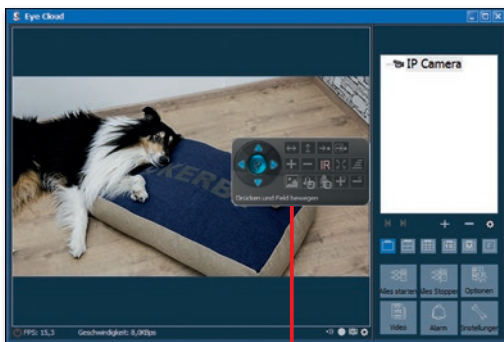 Eye Cloud
IP Camera
KERBE
IR
Drücken und Feld bewegen
Alles starten
Alles Stoppen
Optionen
Video
Alarm
Einstellungen
FPS: 15,3
Geschwindigkeit: 8,0KBps